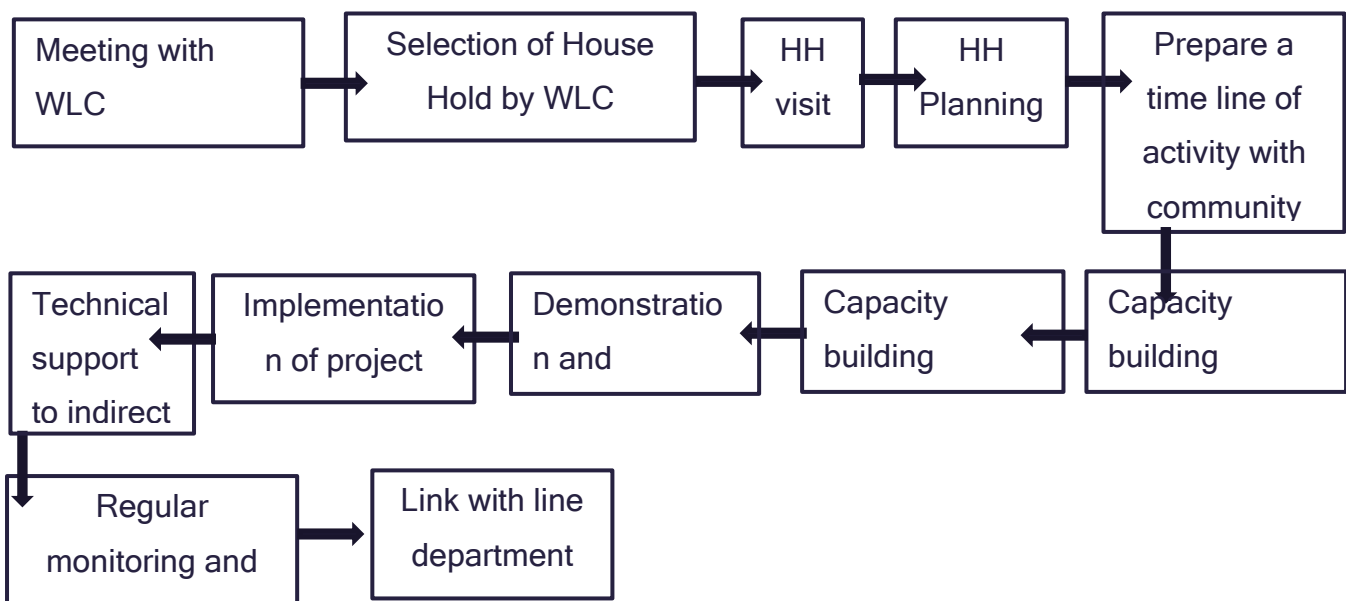 Meeting with
WLC
Selection of House
Hold by WLC
HH
visit
HH
Planning
Prepare a
time line of
activity with
community
Capacity
building
Capacity
building
Demonstratio
n and
Implementatio
n of project
Technical
support
to indirect
Regular
monitoring and
Link with line
department